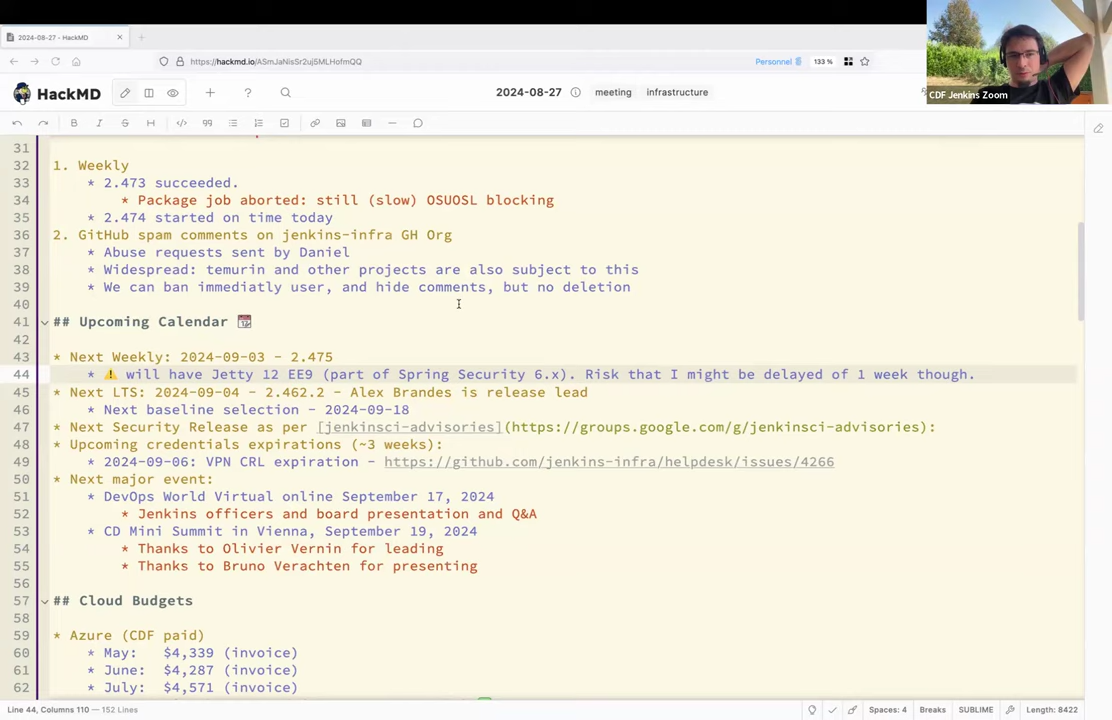 2024-08-27 - HackMD
https://hackmd.io/ASmJaNisSr2uj5MLHofmQQ
Personnel
133 %
CDF Jenkins Zoom
HackMD
2024-08-27
meeting
infrastructure
31
32 1. Weekly
33 * 2.473 succeeded.
34 * Package job aborted: still (slow) OSUOSL blocking
35 * 2.474 started on time today
36 2. GitHub spam comments on jenkins-infra GH Org
37 * Abuse requests sent by Daniel
38 * Widespread: temurin and other projects are also subject to this
39 * We can ban immediatly user, and hide comments, but no deletion
40
41 ## Upcoming Calendar 📆
42
43 * Next Weekly: 2024-09-03 - 2.475
44 * ⚠️ will have Jetty 12 EE9 (part of Spring Security 6.x). Risk that I might be delayed of 1 week though.
45 * Next LTS: 2024-09-04 - 2.462.2 - Alex Brandes is release lead
46 * Next baseline selection - 2024-09-18
47 * Next Security Release as per [jenkinsci-advisories](https://groups.google.com/g/jenkinsci-advisories):
48 * Upcoming credentials expirations (~3 weeks):
49 * 2024-09-06: VPN CRL expiration - https://github.com/jenkins-infra/helpdesk/issues/4266
50 * Next major event:
51 * DevOps World Virtual online September 17, 2024
52 * Jenkins officers and board presentation and Q&A
53 * CD Mini Summit in Vienna, September 19, 2024
54 * Thanks to Olivier Vernin for leading
55 * Thanks to Bruno Verachten for presenting
56
57 ## Cloud Budgets
58
59 * Azure (CDF paid)
60 * May: $4,339 (invoice)
61 * June: $4,287 (invoice)
62 * July: $4,571 (invoice)
Line 44, Columns 110 — 152 Lines
Spaces: 4
Breaks
SUBLIME
Length: 8422